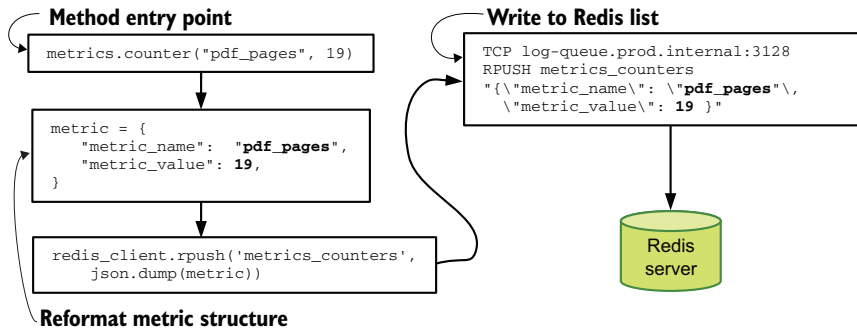 Method entry point
metrics.counter("pdf_pages", 19)
metric = {
"metric_name":  "pdf_pages",
"metric_value": 19,
}
redis_client.rpush('metrics_counters',
json.dump(metric))
Reformat metric structure
Write to Redis list
TCP log-queue.prod.internal:3128
RPUSH metrics_counters
"{\"metric_name\": \"pdf_pages"\,
\"metric_value\": 19 }"
Redis
server